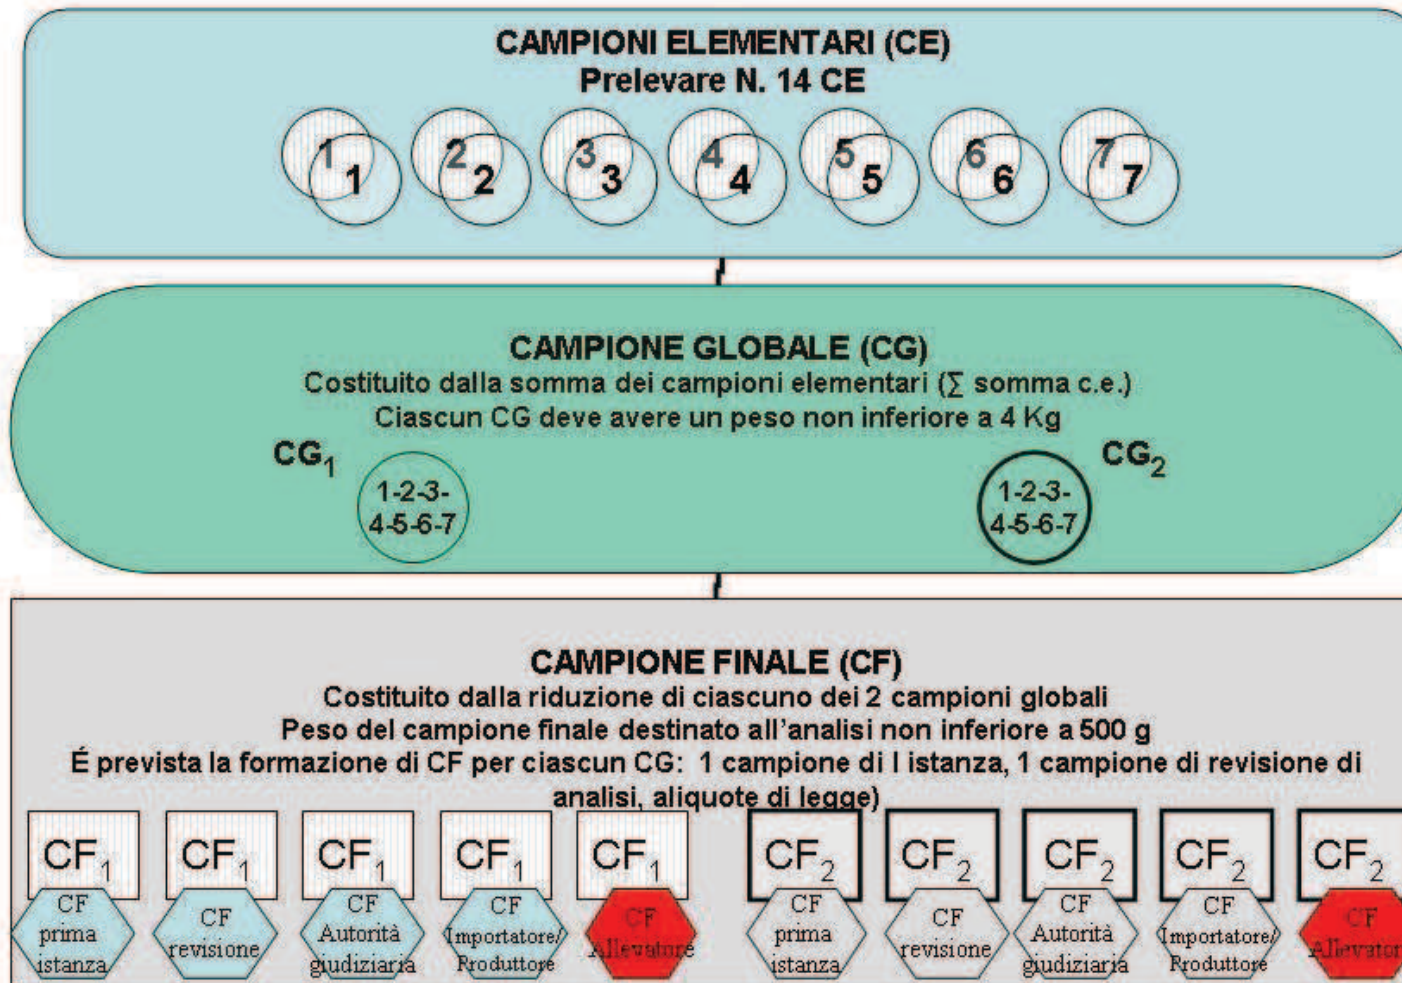 CAMPIONI ELEMENTARI (CE)
Prelevare N. 14 CE
1 2 3 4 5 6 7
1 2 3 4 5 6 7
CAMPIONE GLOBALE (CG)
Costituito dalla somma dei campioni elementari (∑ somma c.e.)
Ciascun CG deve avere un peso non inferiore a 4 Kg
CG1 CG2
1-2-3- 1-2-3-
4-5-6-7 4-5-6-7
CAMPIONE FINALE (CF)
Costituito dalla riduzione di ciascuno dei 2 campioni globali
Peso del campione finale destinato all'analisi non inferiore a 500 g
É prevista la formazione di CF per ciascun CG: 1 campione di I istanza, 1 campione di revisione di
analisi, aliquote di legge)
CF1 CF1 CF1 CF1 CF1 CF2 CF2 CF2 CF2 CF2
CF
prima
istanza
CF
revisione
CF
Autorità
giudiziaria
CF
Importatore/
Produttore
CF
Allevatore
CF
prima
istanza
CF
revisione
CF
Autorità
giudiziaria
CF
Importatore/
Produttore
CF
Allevatore